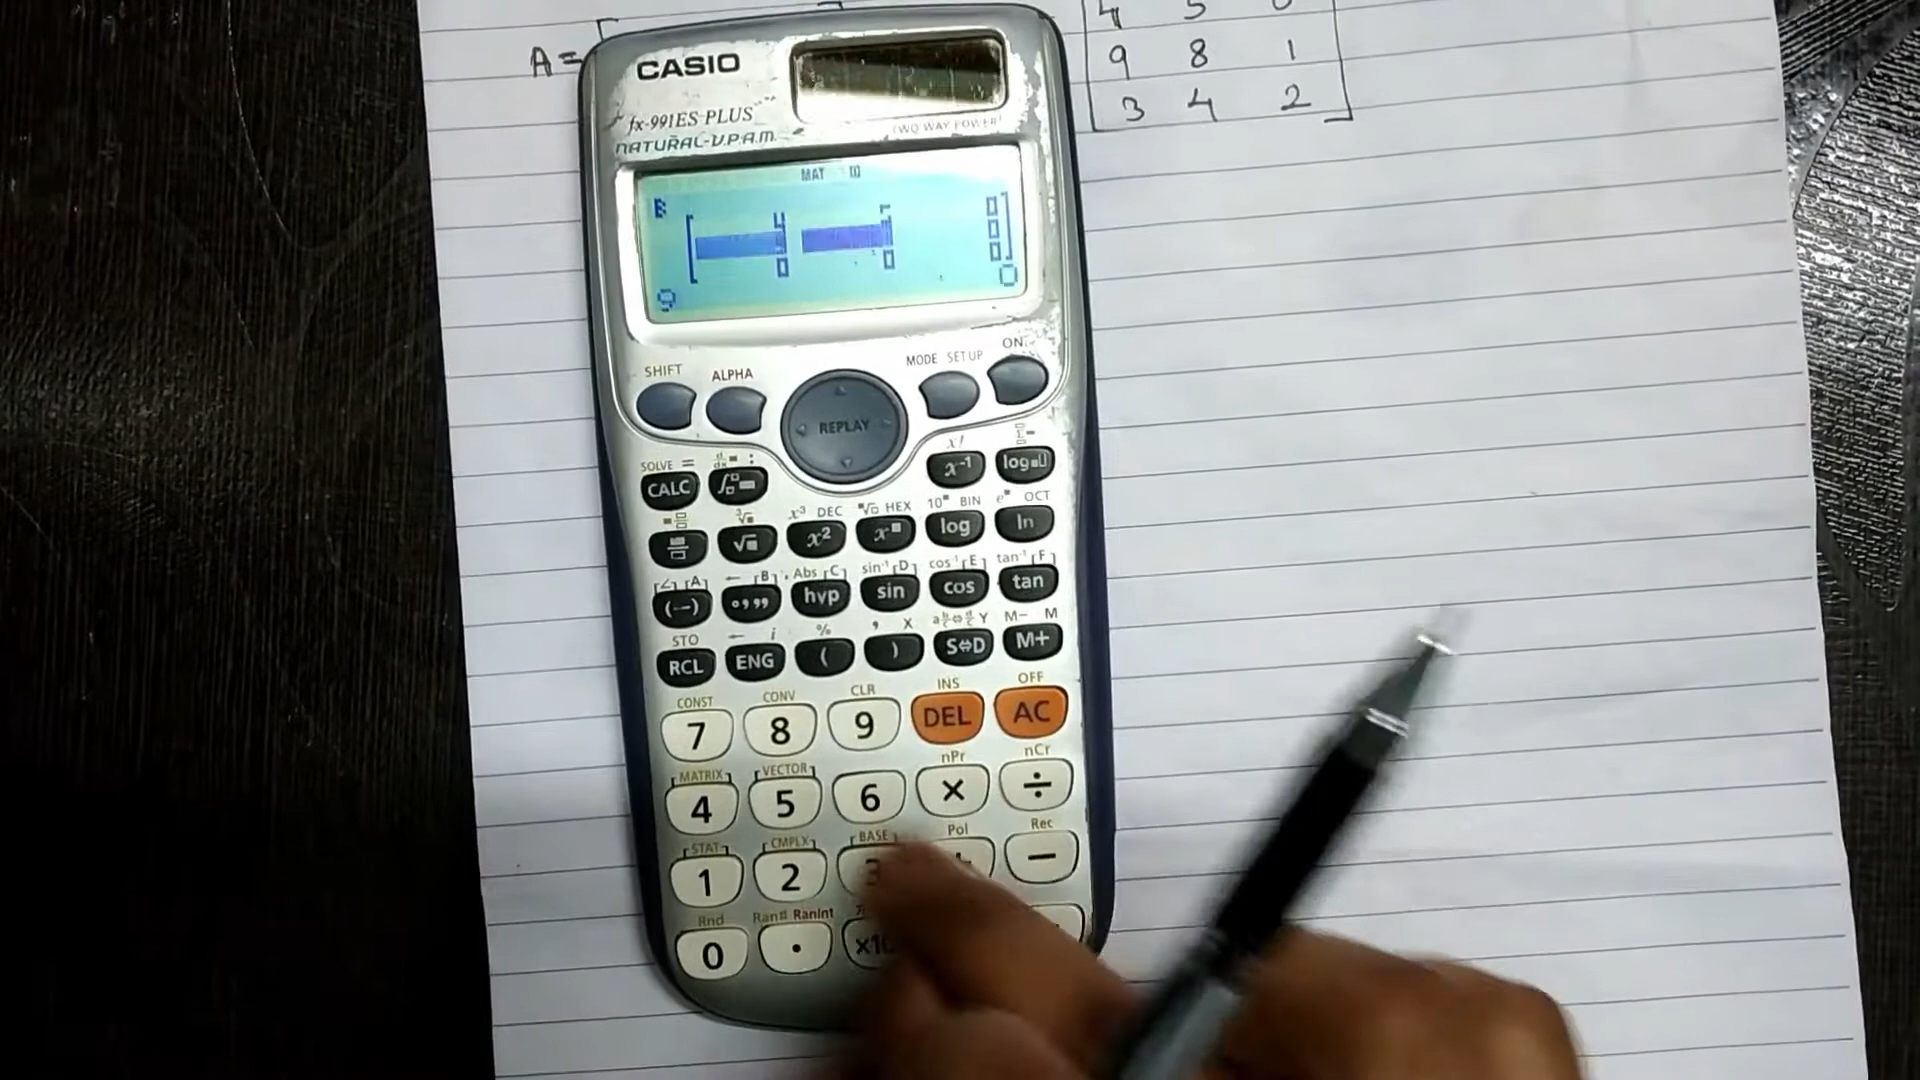 4 5 0
A= 9 8 1
3 4 2
CASIO
fx-991ES PLUS
TWO WAY POWER
NATURAL-V.P.A.M.
MAT D
B
9 0
SHIFT ALPHA MODE SETUP ON
REPLAY
x!
x⁻¹ log
SOLVE = :
CALC
x³ DEC HEX 10 BIN e OCT
√ x² x log ln
∠ A ← B Abs C sin⁻¹ D cos⁻¹ E tan⁻¹ F
(−) °,,, hyp sin cos tan
STO ← i % , X Y M− M
RCL ENG ( ) S⇔D M+
CONST CONV CLR INS OFF
7 8 9 DEL AC
MATRIX VECTOR nPr nCr
4 5 6 × ÷
STAT CMPLX BASE Pol Rec
1 2 3 + −
Rnd Ran# RanInt
0 . ×10